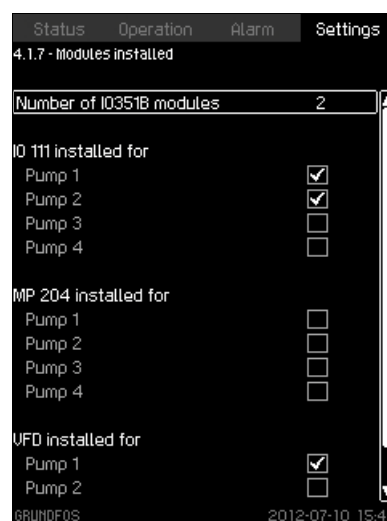 Status Operation Alarm Settings
4.1.7 - Modules installed
Number of IO351B modules 2
IO 111 installed for
Pump 1
Pump 2
Pump 3
Pump 4
MP 204 installed for
Pump 1
Pump 2
Pump 3
Pump 4
VFD installed for
Pump 1
Pump 2
GRUNDFOS 2012-07-10 15:4